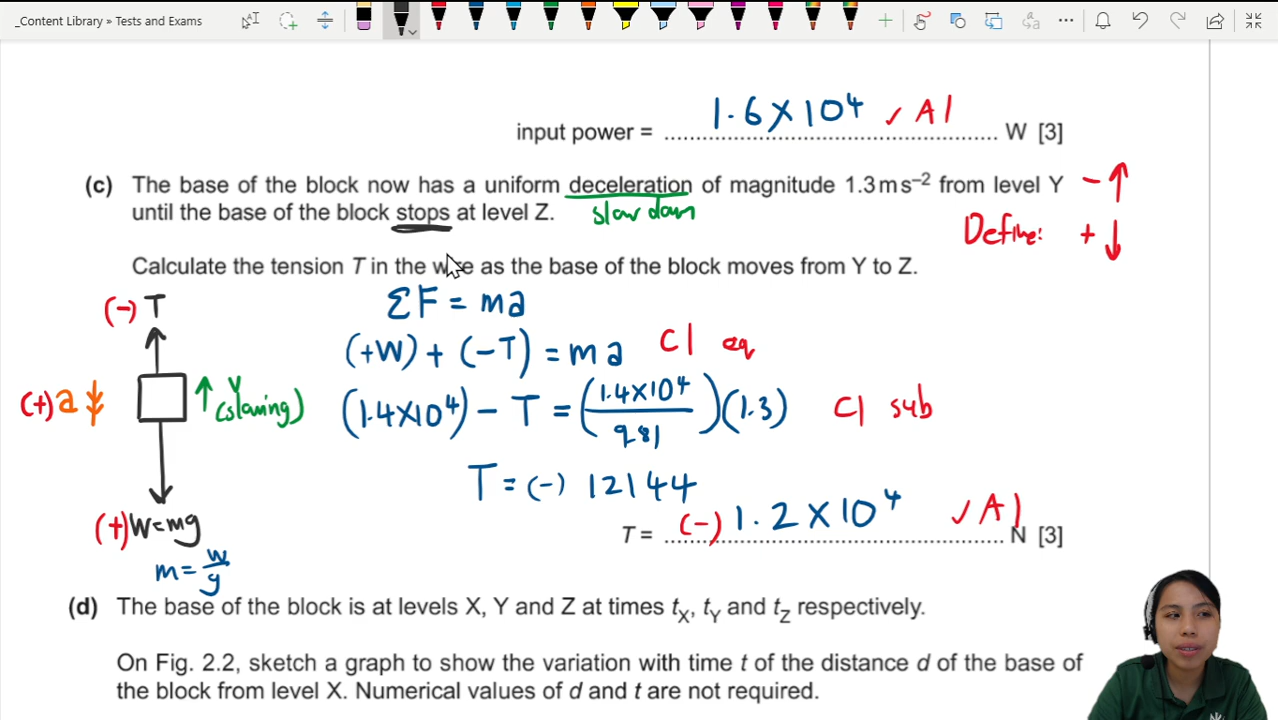 _Content Library » Tests and Exams
1.6×10⁴ ✓ A1
input power = ........................................ W [3]
(c) The base of the block now has a uniform deceleration of magnitude 1.3 m s⁻² from level Y
- ↑
until the base of the block stops at level Z.
slow down
Define: + ↓
Calculate the tension T in the wire as the base of the block moves from Y to Z.
(-) T
ΣF = ma
(+W) + (-T) = ma C1 eq
(+) a ↑ v (slowing)
(1.4×10⁴) - T = (1.4×10⁴ / 9.81)(1.3) C1 sub
T = (-) 12144
(+) W=mg
(-) 1.2×10⁴ ✓ A1
T = ........................................ N [3]
m = W/g
(d) The base of the block is at levels X, Y and Z at times tX, tY and tZ respectively.
On Fig. 2.2, sketch a graph to show the variation with time t of the distance d of the base of
the block from level X. Numerical values of d and t are not required.